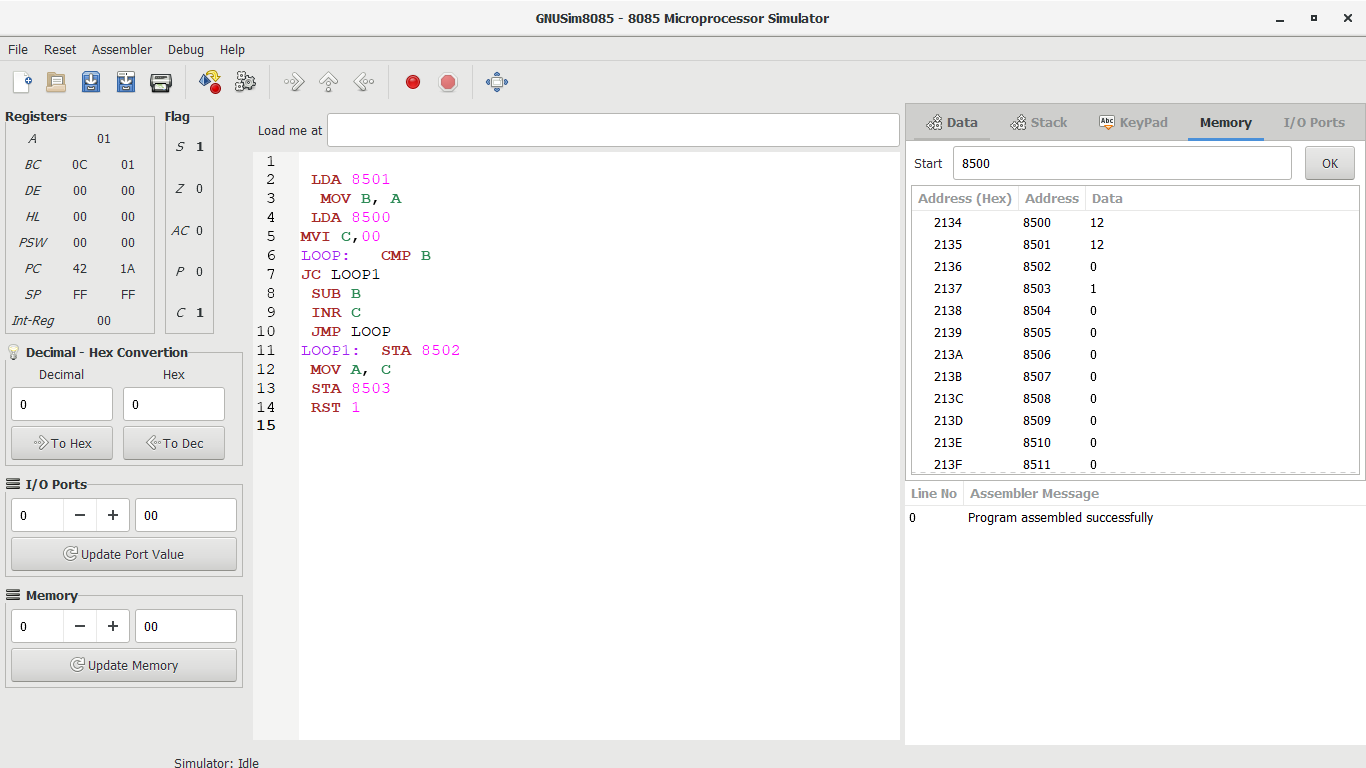 GNUSim8085 - 8085 Microprocessor Simulator
File Reset Assembler Debug Help
Registers
A 01
BC 0C 01
DE 00 00
HL 00 00
PSW 00 00
PC 42 1A
SP FF FF
Int-Reg 00
Flag
S 1
Z 0
AC 0
P 0
C 1
Decimal - Hex Convertion
Decimal Hex
0 0
To Hex To Dec
I/O Ports
0 − + 00
Update Port Value
Memory
0 − + 00
Update Memory
Load me at
1
2 LDA 8501
3 MOV B, A
4 LDA 8500
5 MVI C,00
6 LOOP: CMP B
7 JC LOOP1
8 SUB B
9 INR C
10 JMP LOOP
11 LOOP1: STA 8502
12 MOV A, C
13 STA 8503
14 RST 1
15
Data Stack Abc KeyPad Memory I/O Ports
Start 8500 OK
Address (Hex) Address Data
2134 8500 12
2135 8501 12
2136 8502 0
2137 8503 1
2138 8504 0
2139 8505 0
213A 8506 0
213B 8507 0
213C 8508 0
213D 8509 0
213E 8510 0
213F 8511 0
Line No Assembler Message
0 Program assembled successfully
Simulator: Idle